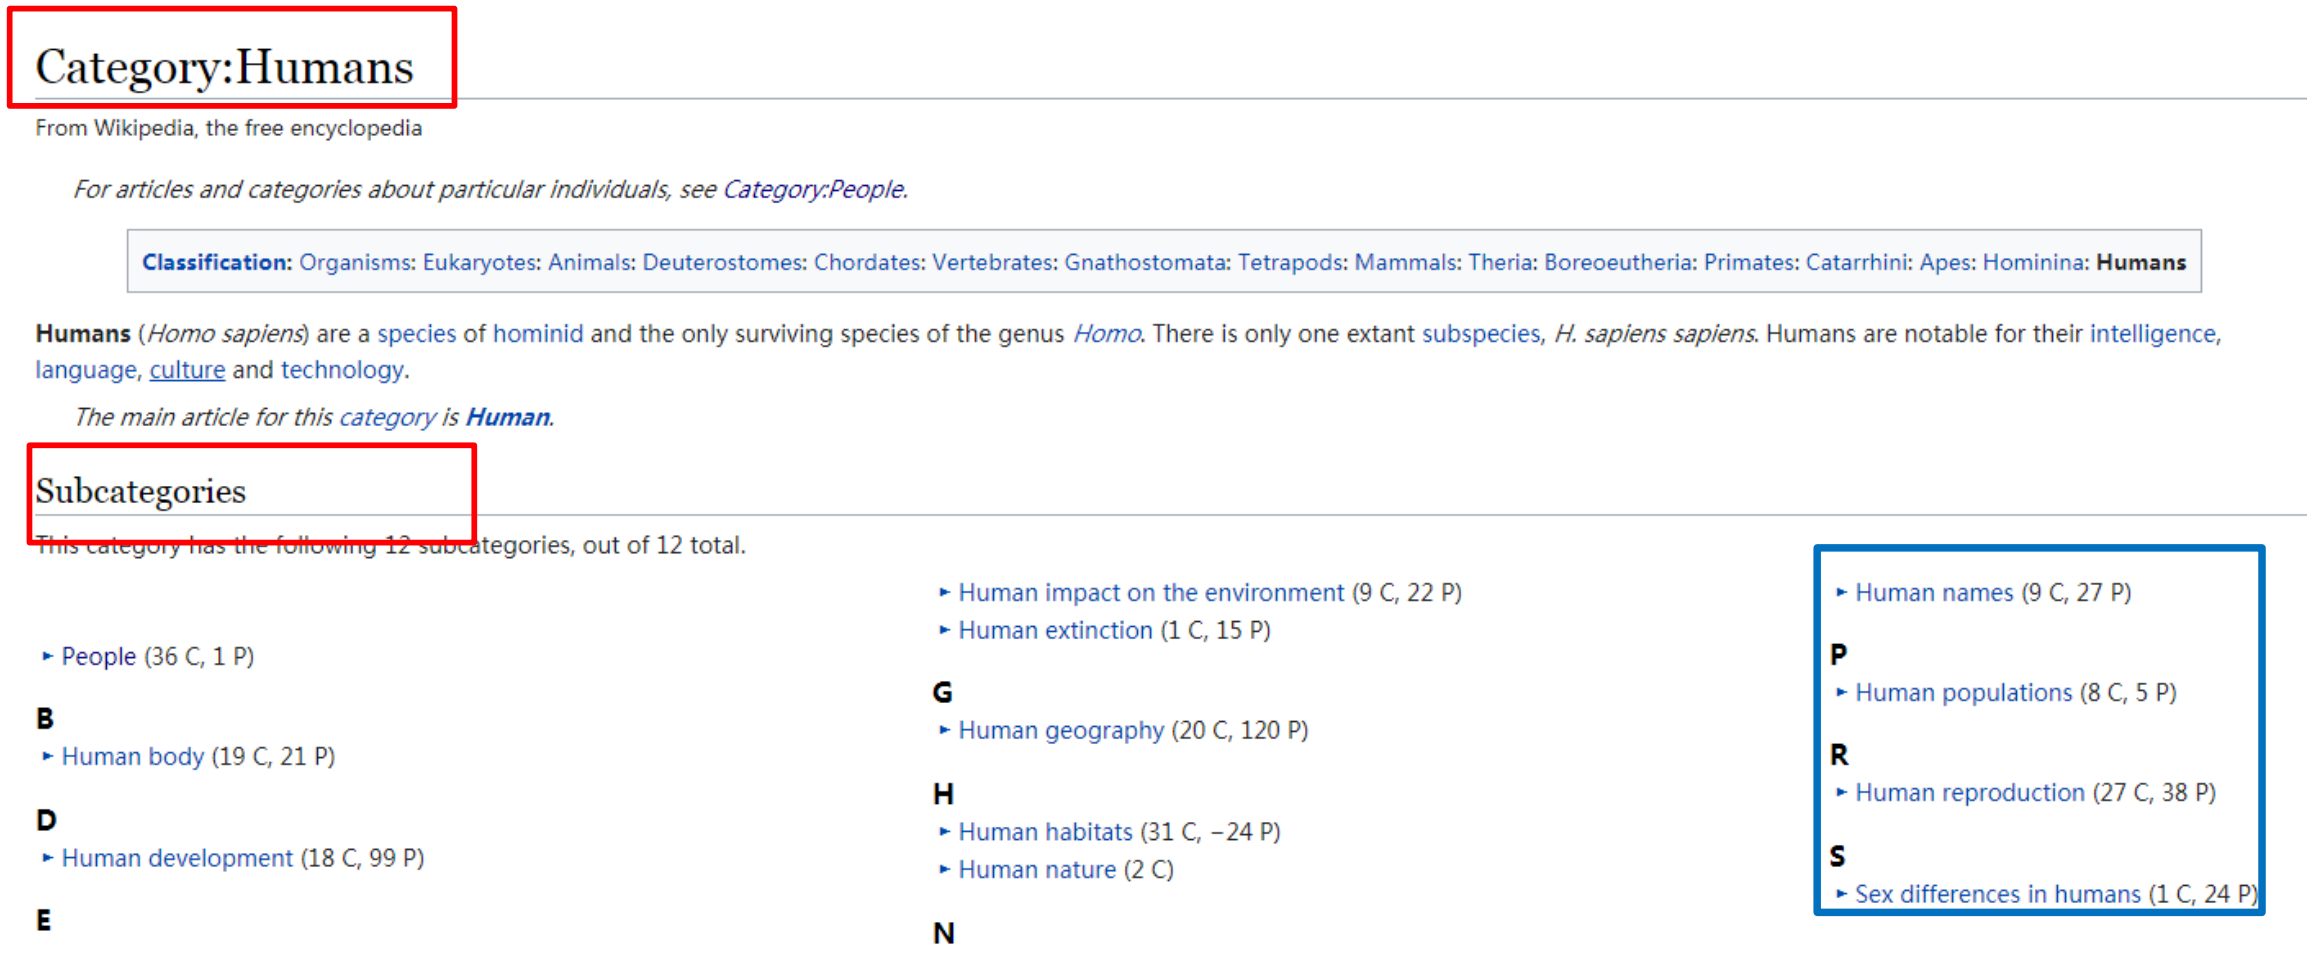 Category:Humans
From Wikipedia, the free encyclopedia
For articles and categories about particular individuals, see Category:People.
Classification: Organisms: Eukaryotes: Animals: Deuterostomes: Chordates: Vertebrates: Gnathostomata: Tetrapods: Mammals: Theria: Boreoeutheria: Primates: Catarrhini: Apes: Hominina: Humans
Humans (Homo sapiens) are a species of hominid and the only surviving species of the genus Homo. There is only one extant subspecies, H. sapiens sapiens. Humans are notable for their intelligence,
language, culture and technology.
The main article for this category is Human.
Subcategories
This category has the following 12 subcategories, out of 12 total.
► People (36 C, 1 P)
B
► Human body (19 C, 21 P)
D
► Human development (18 C, 99 P)
E
► Human impact on the environment (9 C, 22 P)
► Human extinction (1 C, 15 P)
G
► Human geography (20 C, 120 P)
H
► Human habitats (31 C, −24 P)
► Human nature (2 C)
N
► Human names (9 C, 27 P)
P
► Human populations (8 C, 5 P)
R
► Human reproduction (27 C, 38 P)
S
► Sex differences in humans (1 C, 24 P)